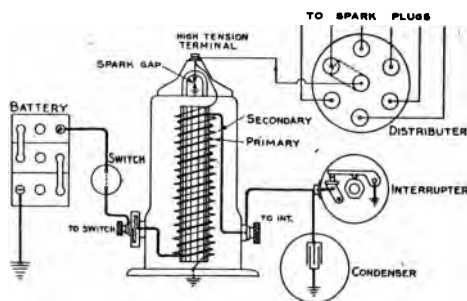 TO SPARK PLUGS
HIGH TENSION
TERMINAL
SPARK GAP
BATTERY
SECONDARY
DISTRIBUTER
PRIMARY
SWITCH
INTERRUPTER
TO SWITCH
TO INT.
CONDENSER